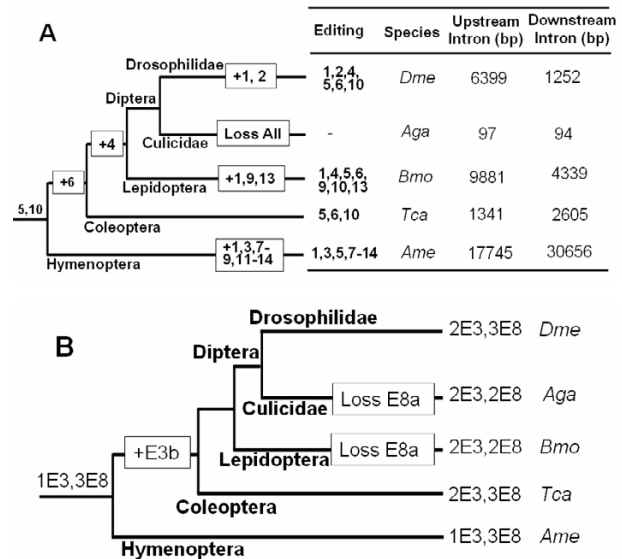 A
Editing Species Upstream Intron (bp) Downstream Intron (bp)
Drosophilidae
+1, 2
1,2,4,
5,6,10
Dme 6399 1252
Diptera
+4
Culicidae
Loss All
- Aga 97 94
+6
Lepidoptera
+1,9,13
1,4,5,6,
9,10,13
Bmo 9881 4339
5,10
Coleoptera
5,6,10 Tca 1341 2605
Hymenoptera
+1,3,7-
9,11-14
1,3,5,7-14 Ame 17745 30656
B
Drosophilidae
2E3,3E8 Dme
Diptera
Culicidae
Loss E8a
2E3,2E8 Aga
+E3b
Lepidoptera
Loss E8a
2E3,2E8 Bmo
1E3,3E8
Coleoptera
2E3,3E8 Tca
Hymenoptera
1E3,3E8 Ame